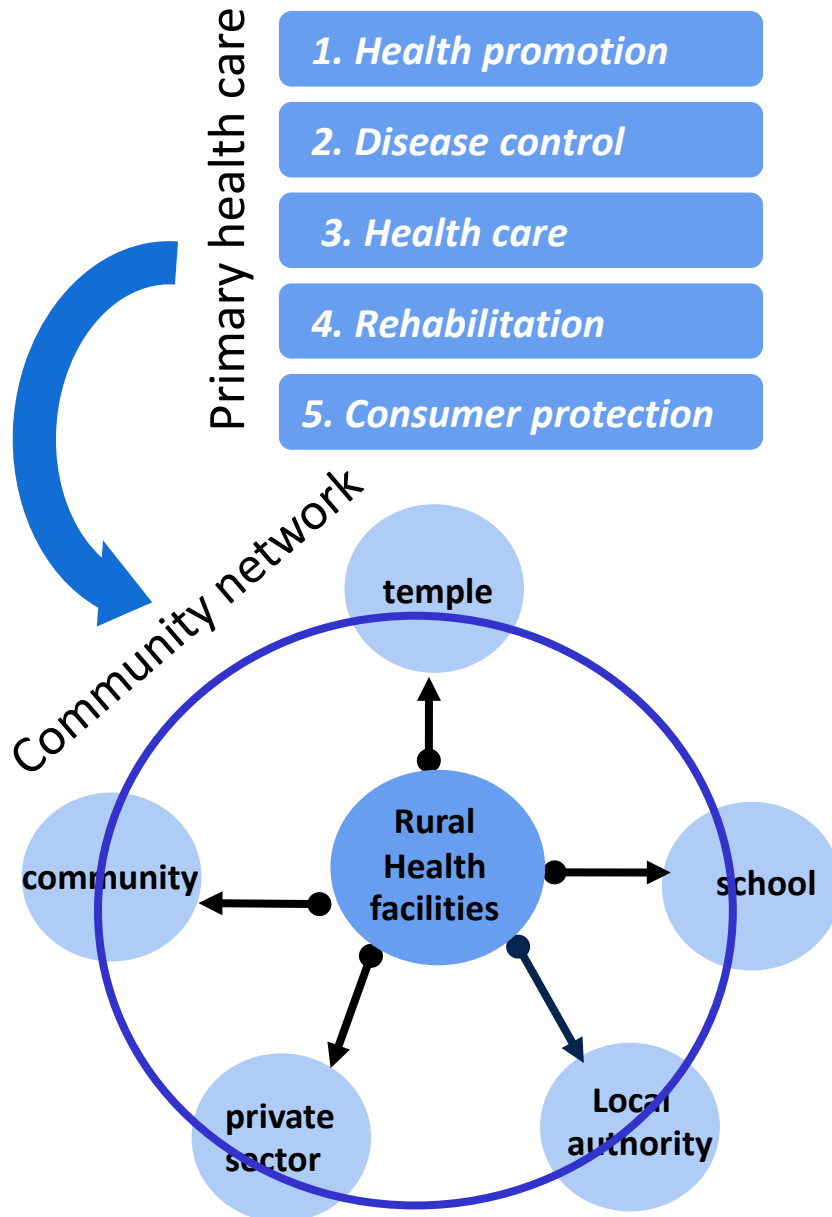 Primary health care
1. Health promotion
2. Disease control
3. Health care
4. Rehabilitation
5. Consumer protection
Community network
temple
Rural
Health
facilities
community
school
private
sector
Local
authority